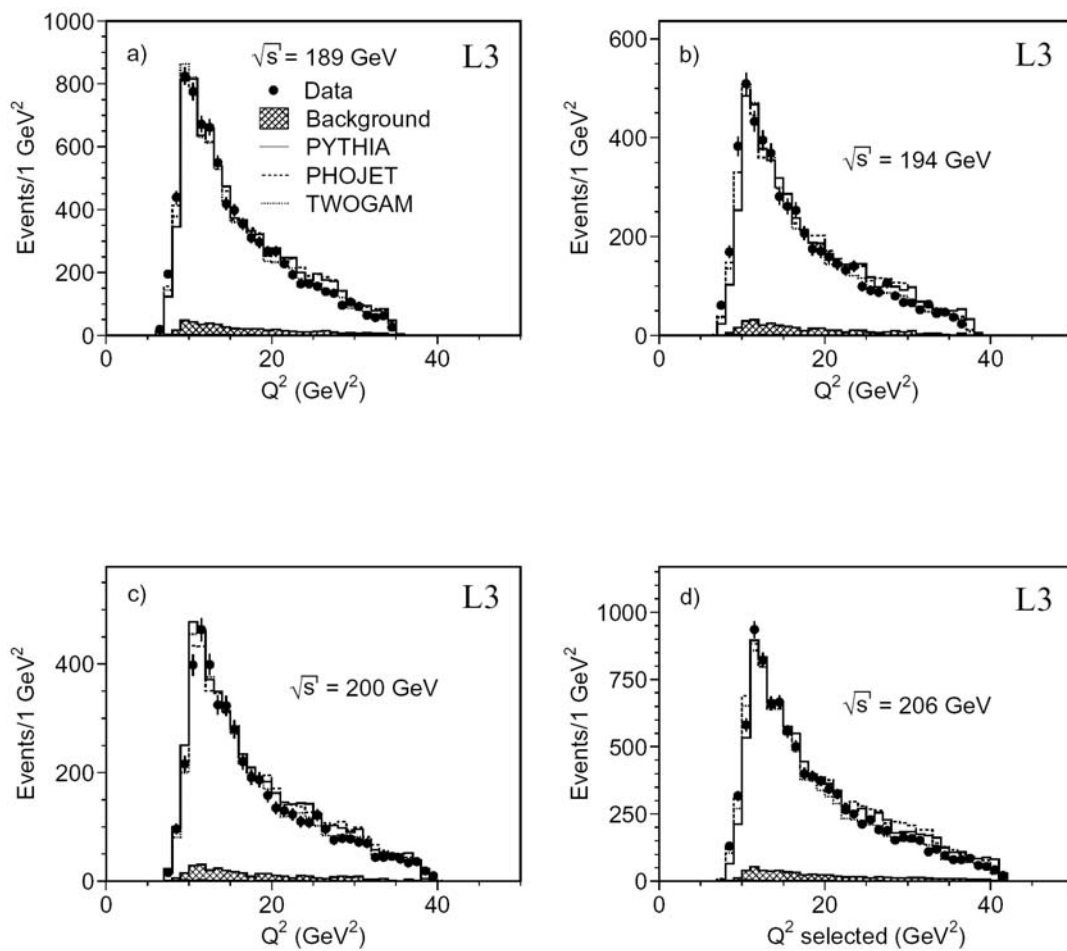 a)
√s = 189 GeV
L3
Data
Background
PYTHIA
PHOJET
TWOGAM
Events/1 GeV²
1000
800
600
400
200
0
0
20
40
Q² (GeV²)
b)
L3
√s = 194 GeV
Events/1 GeV²
600
400
200
0
0
20
40
Q² (GeV²)
c)
L3
√s = 200 GeV
Events/1 GeV²
400
200
0
0
20
40
Q² (GeV²)
d)
L3
√s = 206 GeV
Events/1 GeV²
1000
750
500
250
0
0
20
40
Q² selected (GeV²)